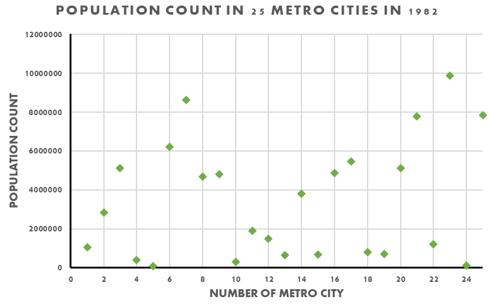 POPULATION COUNT IN 25 METRO CITIES IN 1982
12000000
10000000
8000000
6000000
4000000
2000000
0
POPULATION COUNT
0 2 4 6 8 10 12 14 16 18 20 22 24
NUMBER OF METRO CITY